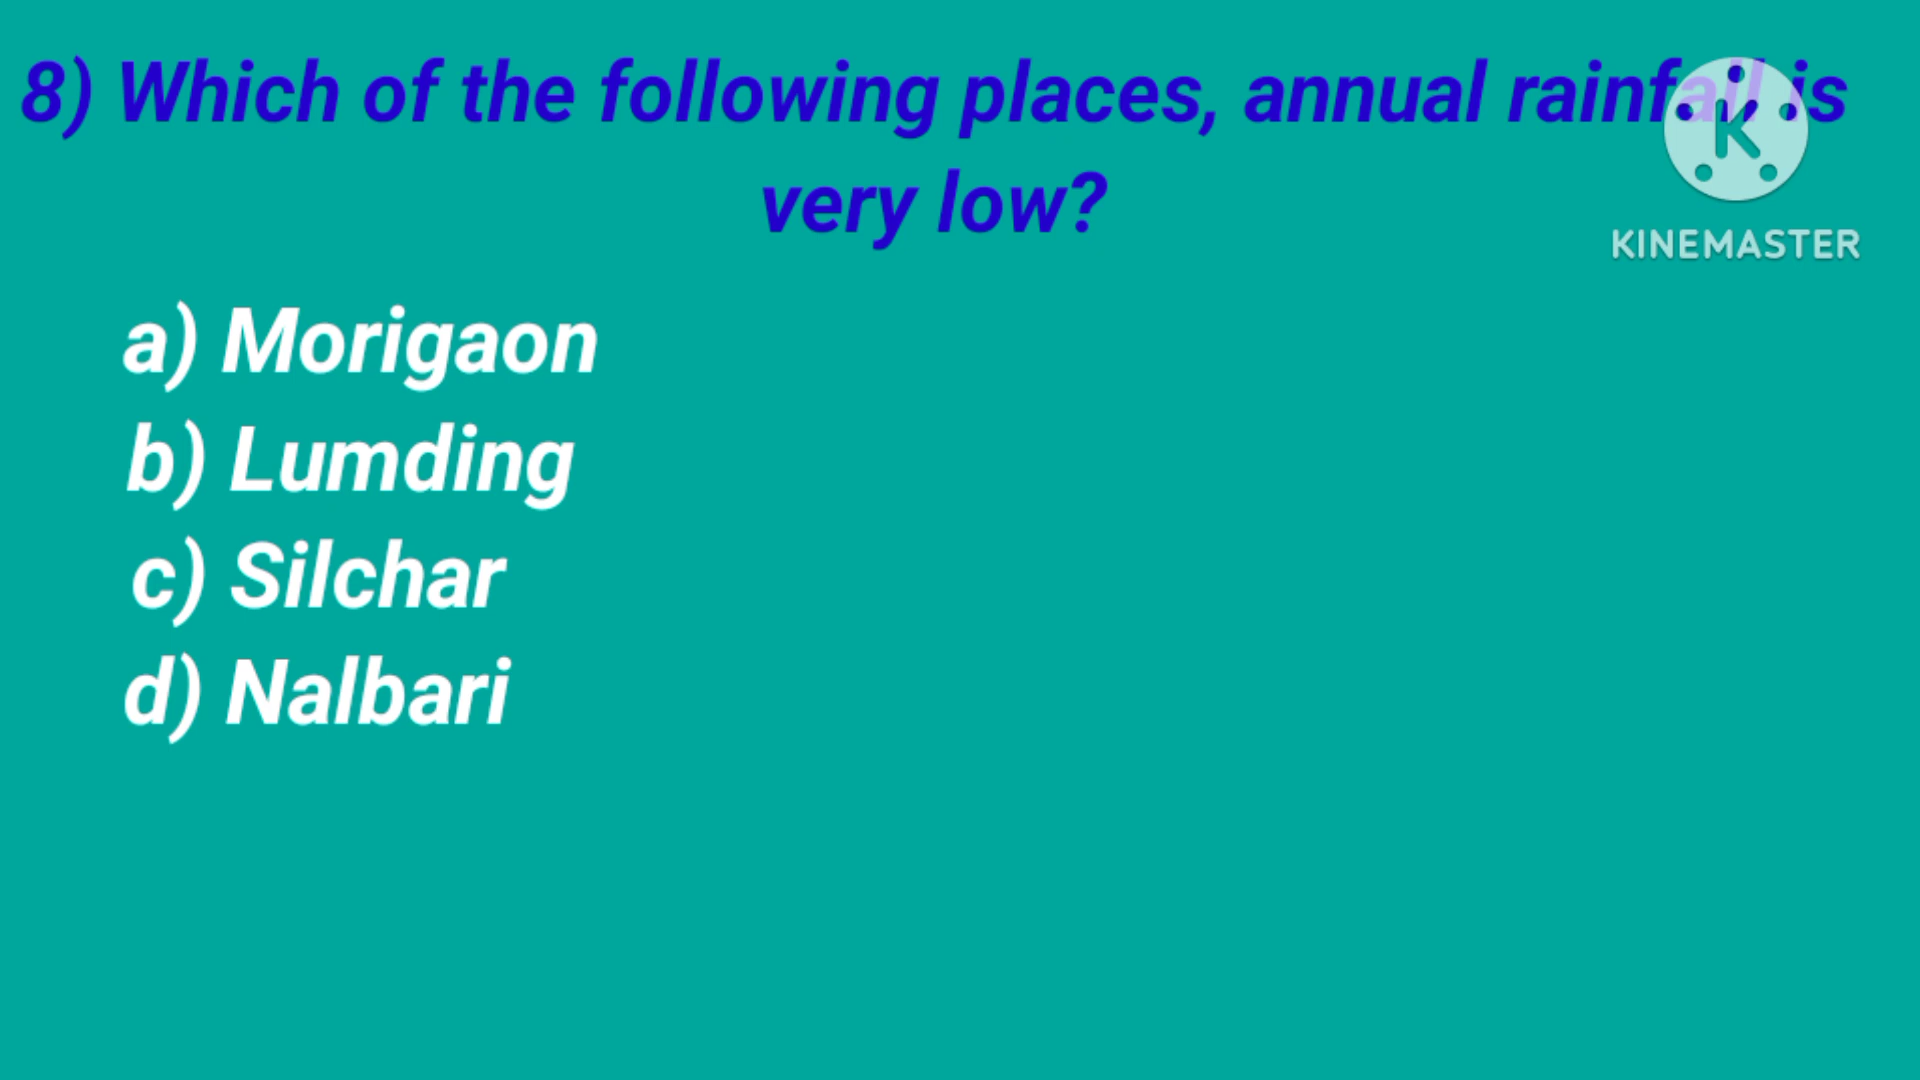 8) Which of the following places, annual rainfall is
very low?
KINEMASTER
a) Morigaon
b) Lumding
c) Silchar
d) Nalbari